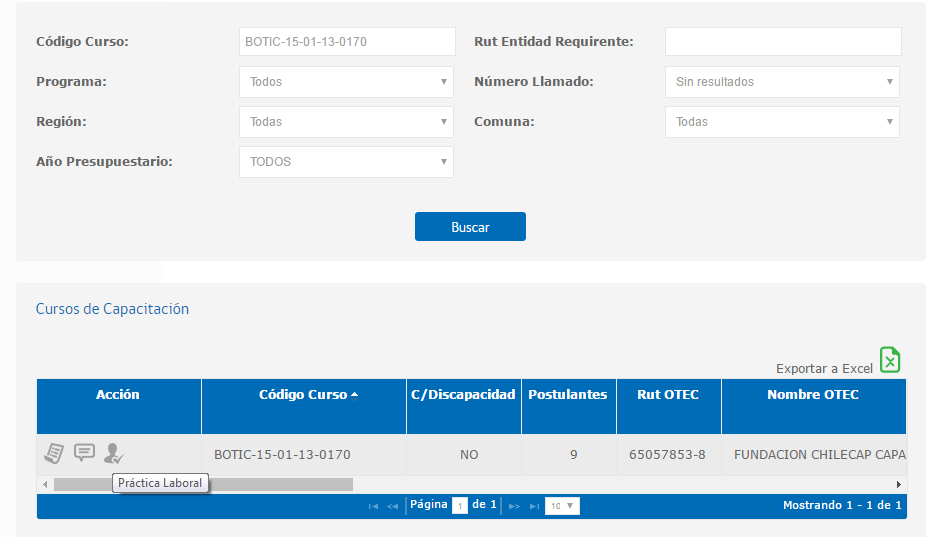 Código Curso: BOTIC-15-01-13-0170 Rut Entidad Requirente:
Programa: Todos Número Llamado: Sin resultados
Región: Todas Comuna: Todas
Año Presupuestario: TODOS
Buscar
Cursos de Capacitación
Exportar a Excel
Acción Código Curso C/Discapacidad Postulantes Rut OTEC Nombre OTEC
BOTIC-15-01-13-0170 NO 9 65057853-8 FUNDACION CHILECAP CAPA
Práctica Laboral
Página 1 de 1 10 Mostrando 1 - 1 de 1